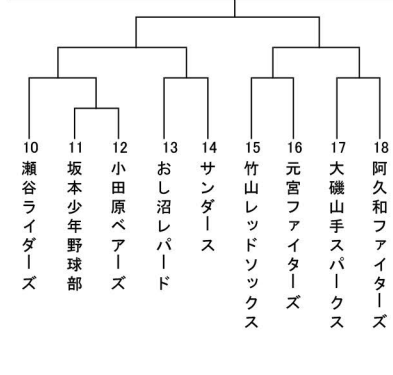 10 瀬谷ライダーズ
11 坂本少年野球部
12 小田原ベアーズ
13 おし沼レパード
14 サンダース
15 竹山レッドソックス
16 元宮ファイターズ
17 大磯山手スパークス
18 阿久和ファイターズ